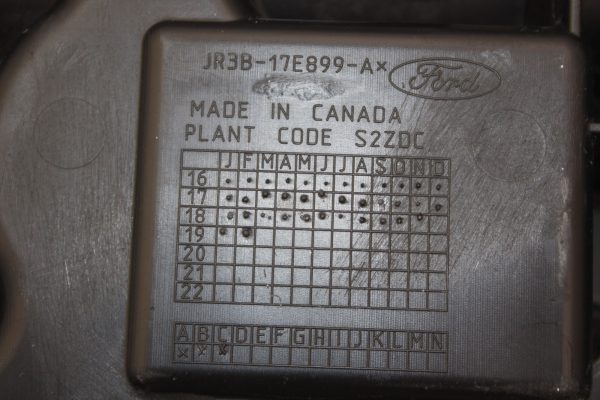 JR3B-17E899-A×
Ford
MADE IN CANADA
PLANT CODE S2ZDC
J F M A M J J A S O N D
16
17
18
19
20
21
22
A B C D E F G H I J K L M N